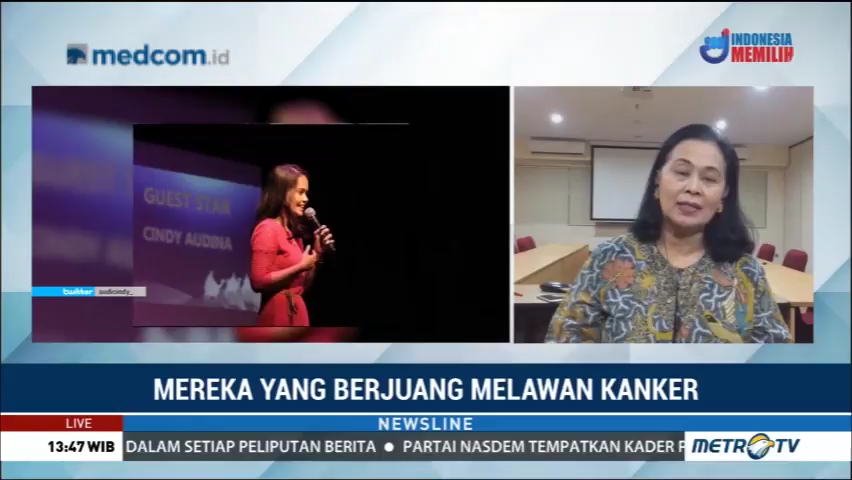 medcom.id
INDONESIA
MEMILIH
GUEST STAR
CINDY AUDINA
twitter audicindy_
MEREKA YANG BERJUANG MELAWAN KANKER
LIVE
NEWSLINE
13:47 WIB
DALAM SETIAP PELIPUTAN BERITA ● PARTAI NASDEM TEMPATKAN KADER P
METRO TV